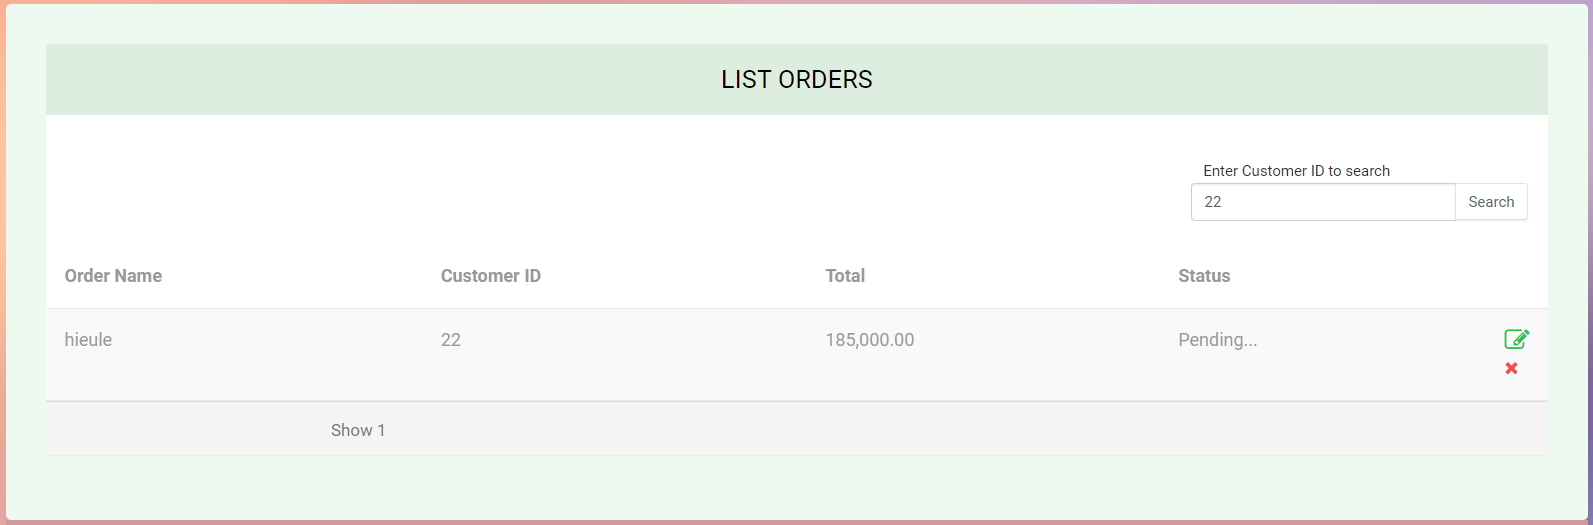 LIST ORDERS
Enter Customer ID to search
22 Search
Order Name Customer ID Total Status
hieule 22 185,000.00 Pending...
Show 1